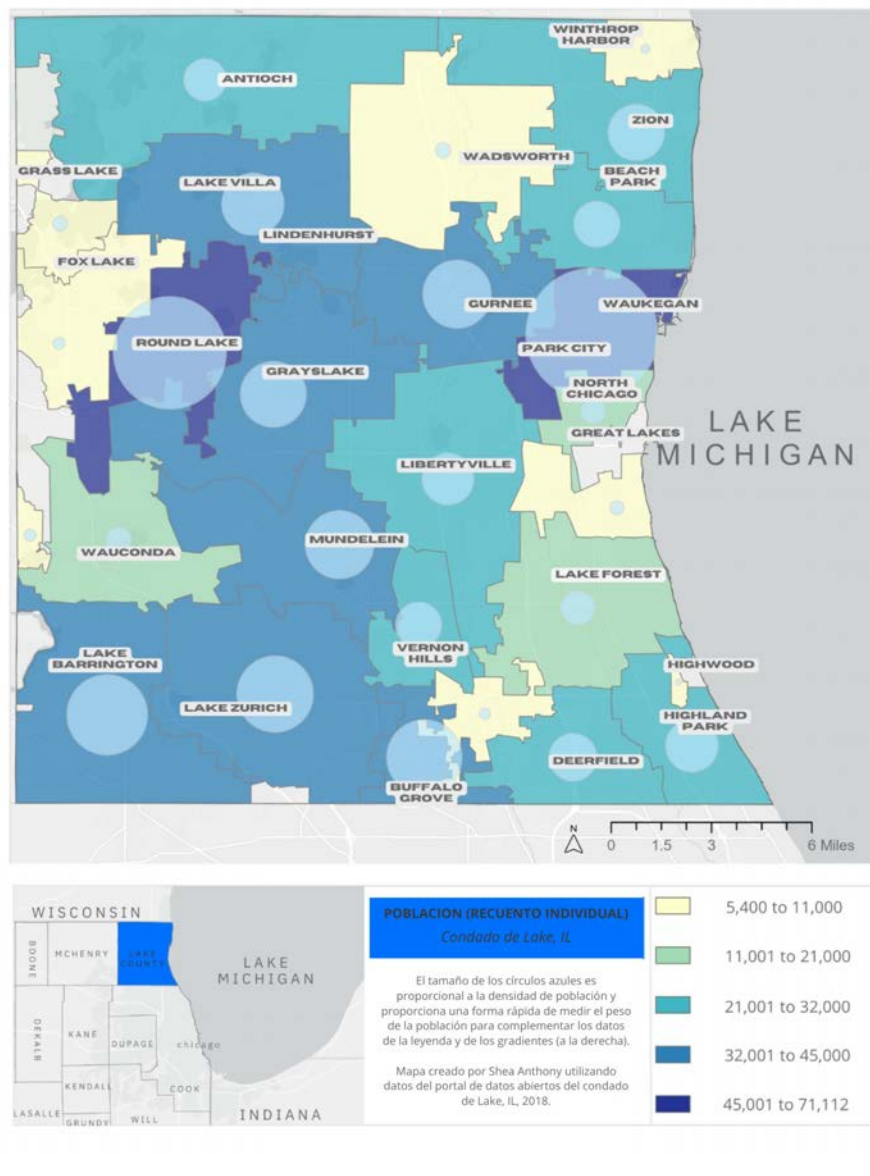 WINTHROP
HARBOR
ANTIOCH
ZION
WADSWORTH
GRASS LAKE
BEACH
PARK
LAKE VILLA
LINDENHURST
FOX LAKE
GURNEE
WAUKEGAN
ROUND LAKE
PARK CITY
GRAYSLAKE
NORTH
CHICAGO
GREAT LAKES
LAKE
MICHIGAN
LIBERTYVILLE
MUNDELEIN
WAUCONDA
LAKE FOREST
LAKE
BARRINGTON
VERNON
HILLS
HIGHWOOD
LAKE ZURICH
HIGHLAND
PARK
DEERFIELD
BUFFALO
GROVE
N
0 1.5 3 6 Miles
WISCONSIN
BOONE
MCHENRY
LAKE
COUNTY
LAKE
MICHIGAN
DEKALB
KANE
DUPAGE
chicago
KENDALL
COOK
LASALLE
GRUNDY
WILL
INDIANA
POBLACION (RECUENTO INDIVIDUAL)
Condado de Lake, IL
El tamaño de los círculos azules es
proporcional a la densidad de población y
proporciona una forma rápida de medir el peso
de la población para complementar los datos
de la leyenda y de los gradientes (a la derecha).
Mapa creado por Shea Anthony utilizando
datos del portal de datos abiertos del condado
de Lake, IL, 2018.
5,400 to 11,000
11,001 to 21,000
21,001 to 32,000
32,001 to 45,000
45,001 to 71,112